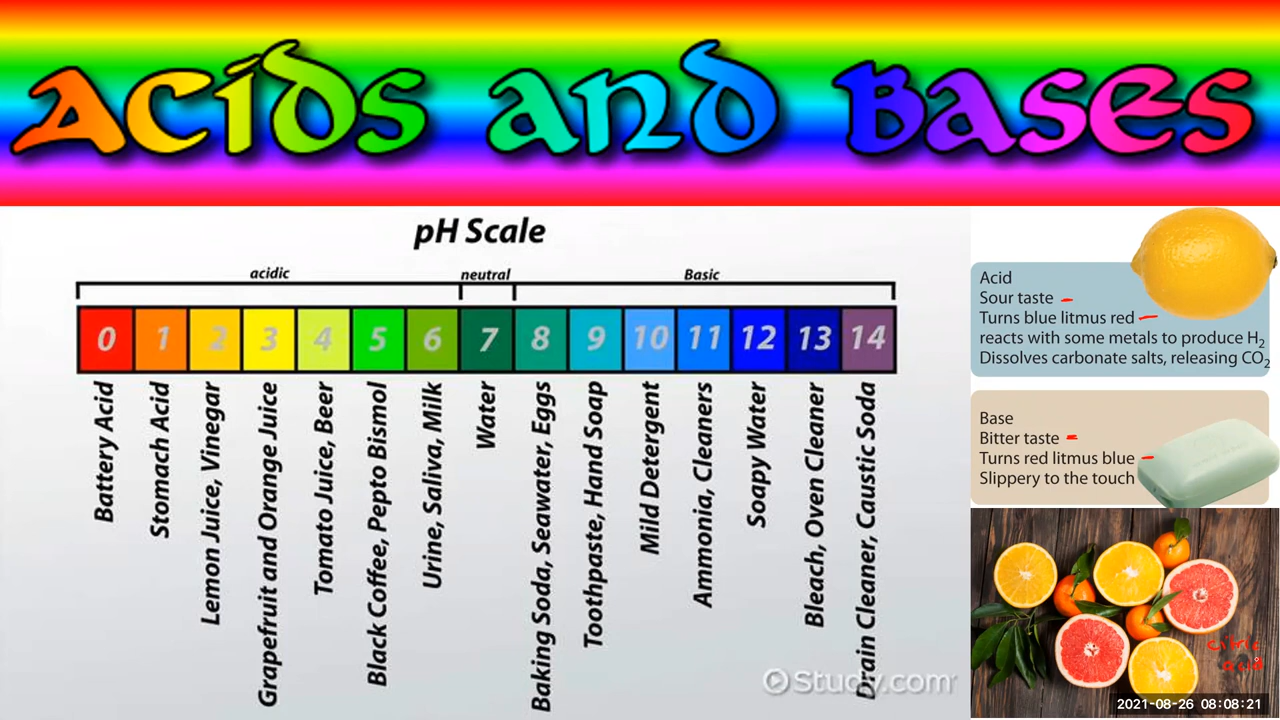 Acids and Bases
pH Scale
acidic
neutral
Basic
0 1 2 3 4 5 6 7 8 9 10 11 12 13 14
Battery Acid
Stomach Acid
Lemon Juice, Vinegar
Grapefruit and Orange Juice
Tomato Juice, Beer
Black Coffee, Pepto Bismol
Urine, Saliva, Milk
Water
Baking Soda, Seawater, Eggs
Toothpaste, Hand Soap
Mild Detergent
Ammonia, Cleaners
Soapy Water
Bleach, Oven Cleaner
Drain Cleaner, Caustic Soda
Study.com
Acid
Sour taste
Turns blue litmus red
reacts with some metals to produce H₂
Dissolves carbonate salts, releasing CO₂
Base
Bitter taste
Turns red litmus blue
Slippery to the touch
citric
acid
2021-08-26 08:08:21